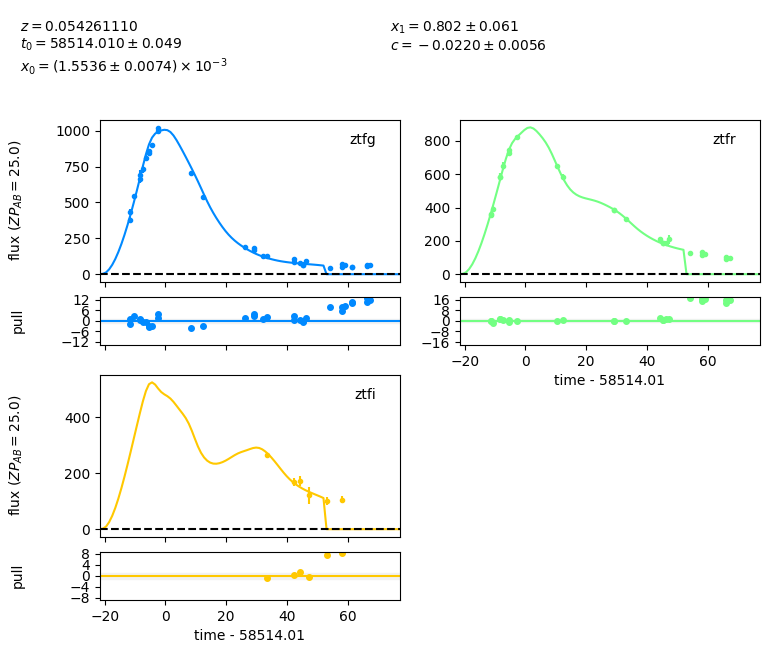 z = 0.054261110
t₀ = 58514.010 ± 0.049
x₀ = (1.5536 ± 0.0074) × 10⁻³
x₁ = 0.802 ± 0.061
c = −0.0220 ± 0.0056
flux (ZP_AB = 25.0)
1000
750
500
250
0
ztfg
800
600
400
200
0
ztfr
pull
12
6
0
−6
−12
16
8
0
−8
−16
−20
0
20
40
60
time - 58514.01
flux (ZP_AB = 25.0)
400
200
0
ztfi
pull
8
4
0
−4
−8
−20
0
20
40
60
time - 58514.01